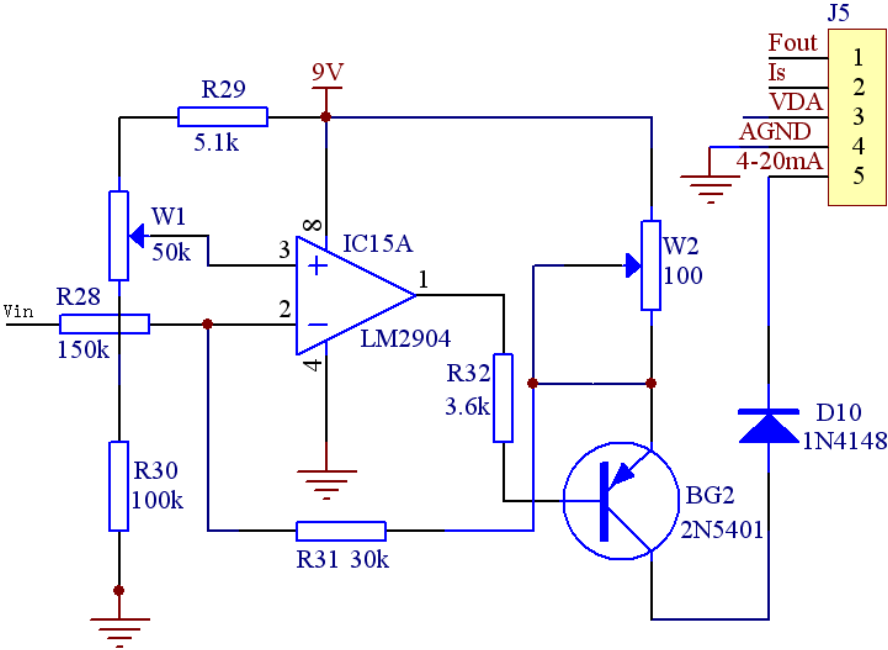 J5
Fout 1
Is 2
VDA 3
AGND 4
4-20mA 5
9V
R29
5.1k
W1
50k
3
+
8
IC15A
W2
100
1
Vin
R28
150k
2
−
4
LM2904
R32
3.6k
D10
1N4148
R30
100k
BG2
2N5401
R31 30k